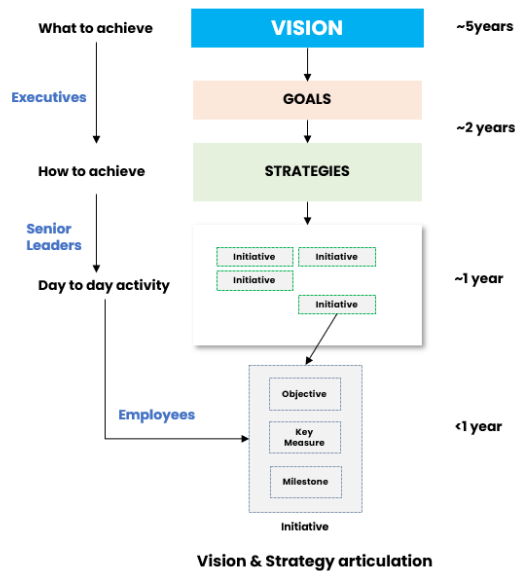 What to achieve
VISION
~5years
Executives
GOALS
~2 years
How to achieve
STRATEGIES
Senior
Leaders
Initiative
Initiative
Initiative
Day to day activity
~1 year
Initiative
Objective
Employees
Key
Measure
<1 year
Milestone
Initiative
Vision & Strategy articulation